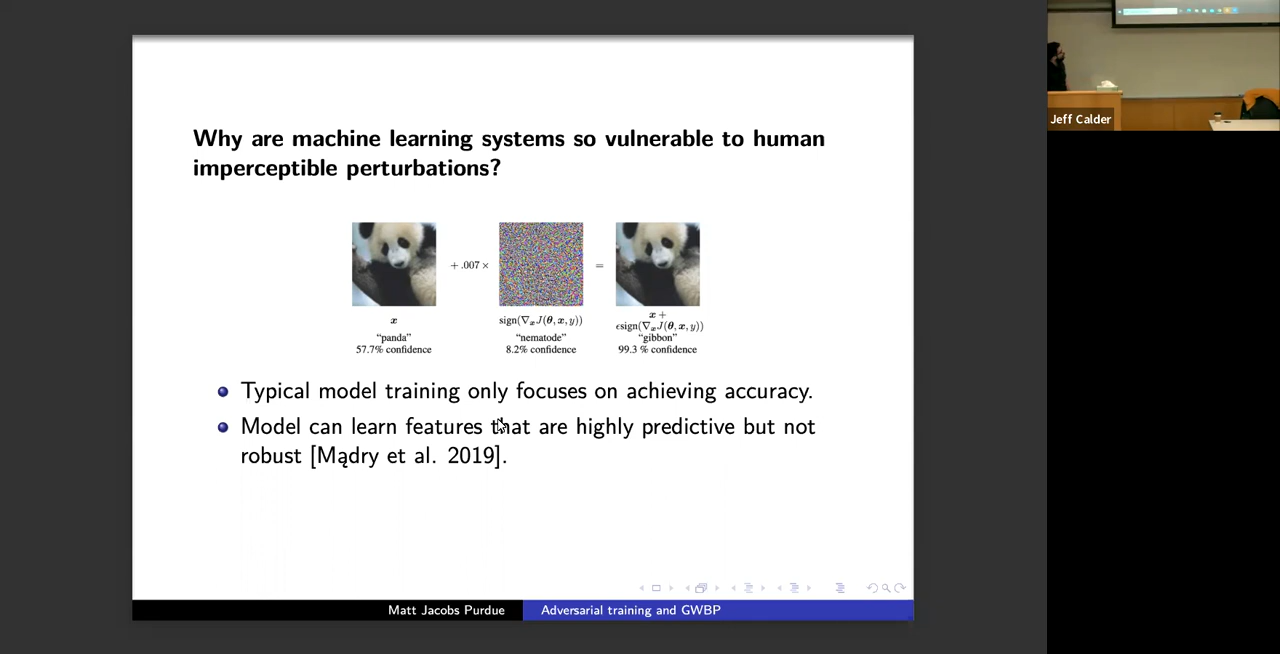 Why are machine learning systems so vulnerable to human
imperceptible perturbations?
+ .007 ×
=
x
"panda"
57.7% confidence
sign(∇ₓJ(θ, x, y))
"nematode"
8.2% confidence
x +
ϵsign(∇ₓJ(θ, x, y))
"gibbon"
99.3 % confidence
Typical model training only focuses on achieving accuracy.
Model can learn features that are highly predictive but not
robust [Mądry et al. 2019].
Matt Jacobs Purdue
Adversarial training and GWBP
Jeff Calder